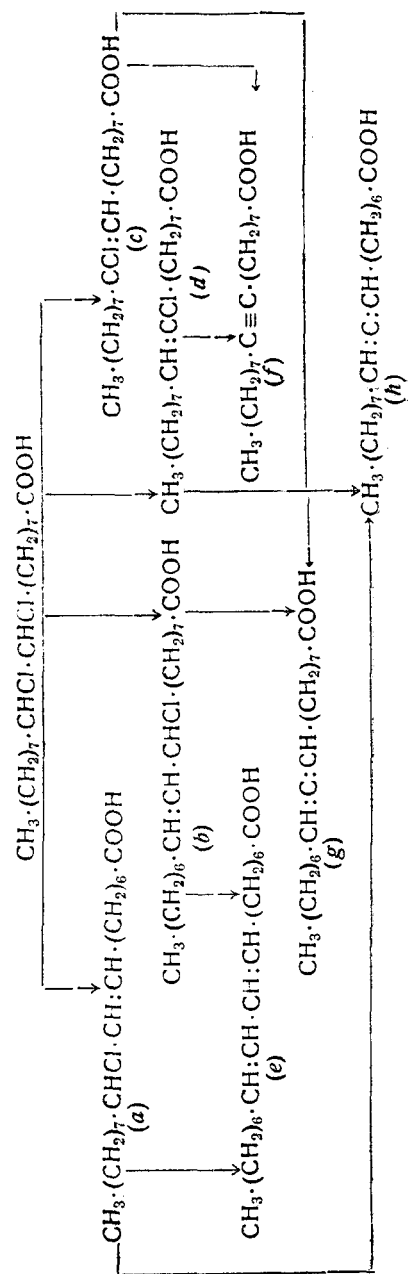 CH₃·(CH₂)₇·CHCl·CHCl·(CH₂)₇·COOH
CH₃·(CH₂)₇·CHCl·CH:CH·(CH₂)₆·COOH
(a)
CH₃·(CH₂)₇·CCl:CH·(CH₂)₇·COOH
(c)
CH₃·(CH₂)₆·CH:CH·CHCl·(CH₂)₇·COOH
(b)
CH₃·(CH₂)₇·CH:CCl·(CH₂)₇·COOH
(d)
CH₃·(CH₂)₆·CH:CH·CH:CH·(CH₂)₆·COOH
(e)
CH₃·(CH₂)₇·C≡C·(CH₂)₇·COOH
(f)
CH₃·(CH₂)₆·CH:C:CH·(CH₂)₇·COOH
(g)
CH₃·(CH₂)₇·CH:C:CH·(CH₂)₆·COOH
(h)